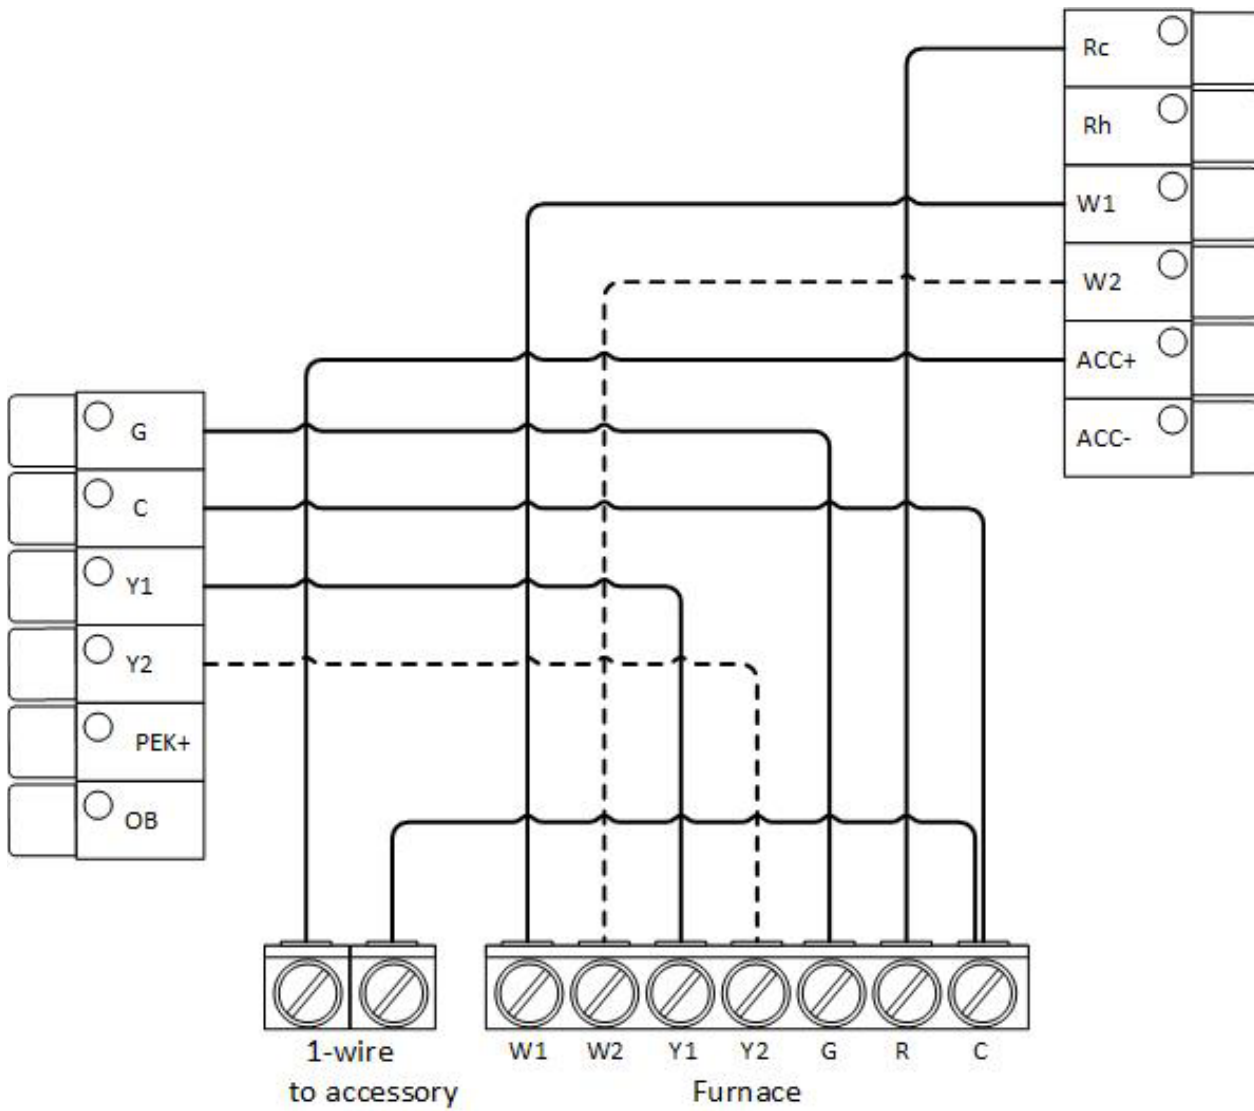 Rc
Rh
W1
W2
ACC+
ACC-
G
C
Y1
Y2
PEK+
OB
1-wire
to accessory
W1 W2 Y1 Y2 G R C
Furnace